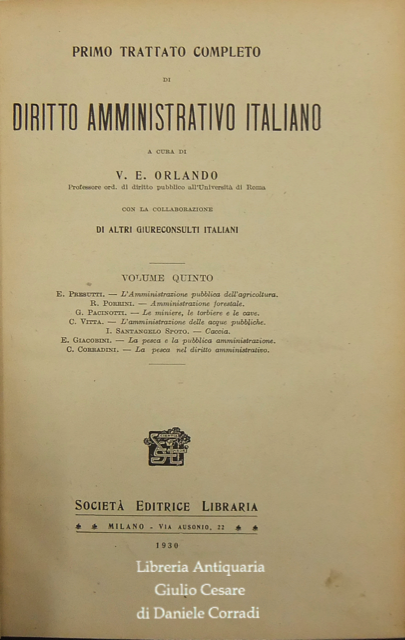 PRIMO TRATTATO COMPLETO
DI
DIRITTO AMMINISTRATIVO ITALIANO
A CURA DI
V. E. ORLANDO
Professore ord. di diritto pubblico all'Università di Roma
CON LA COLLABORAZIONE
DI ALTRI GIURECONSULTI ITALIANI
VOLUME QUINTO
E. PRESUTTI. — L'Amministrazione pubblica dell'agricoltura.
R. PORRINI. — Amministrazione forestale.
G. PACINOTTI. — Le miniere, le torbiere e le cave.
C. VITTA. — L'amministrazione delle acque pubbliche.
I. SANTANGELO SPOTO. — Caccia.
E. GIACOBINI. — La pesca e la pubblica amministrazione.
C. CORRADINI. — La pesca nel diritto amministrativo.
SOCIETÀ EDITRICE LIBRARIA
MILANO - VIA AUSONIO, 22
1930
Libreria Antiquaria
Giulio Cesare
di Daniele Corradi